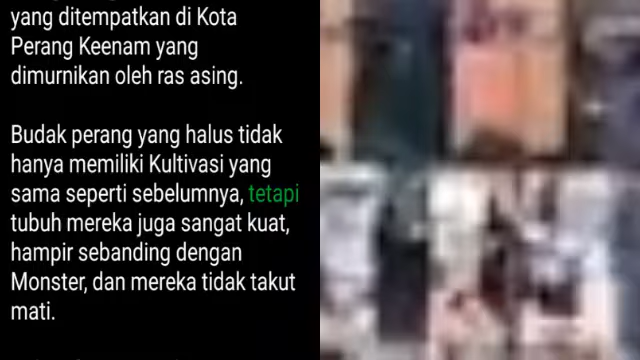 yang ditempatkan di Kota
Perang Keenam yang
dimurnikan oleh ras asing.
Budak perang yang halus tidak
hanya memiliki Kultivasi yang
sama seperti sebelumnya, tetapi
tubuh mereka juga sangat kuat,
hampir sebanding dengan
Monster, dan mereka tidak takut
mati.